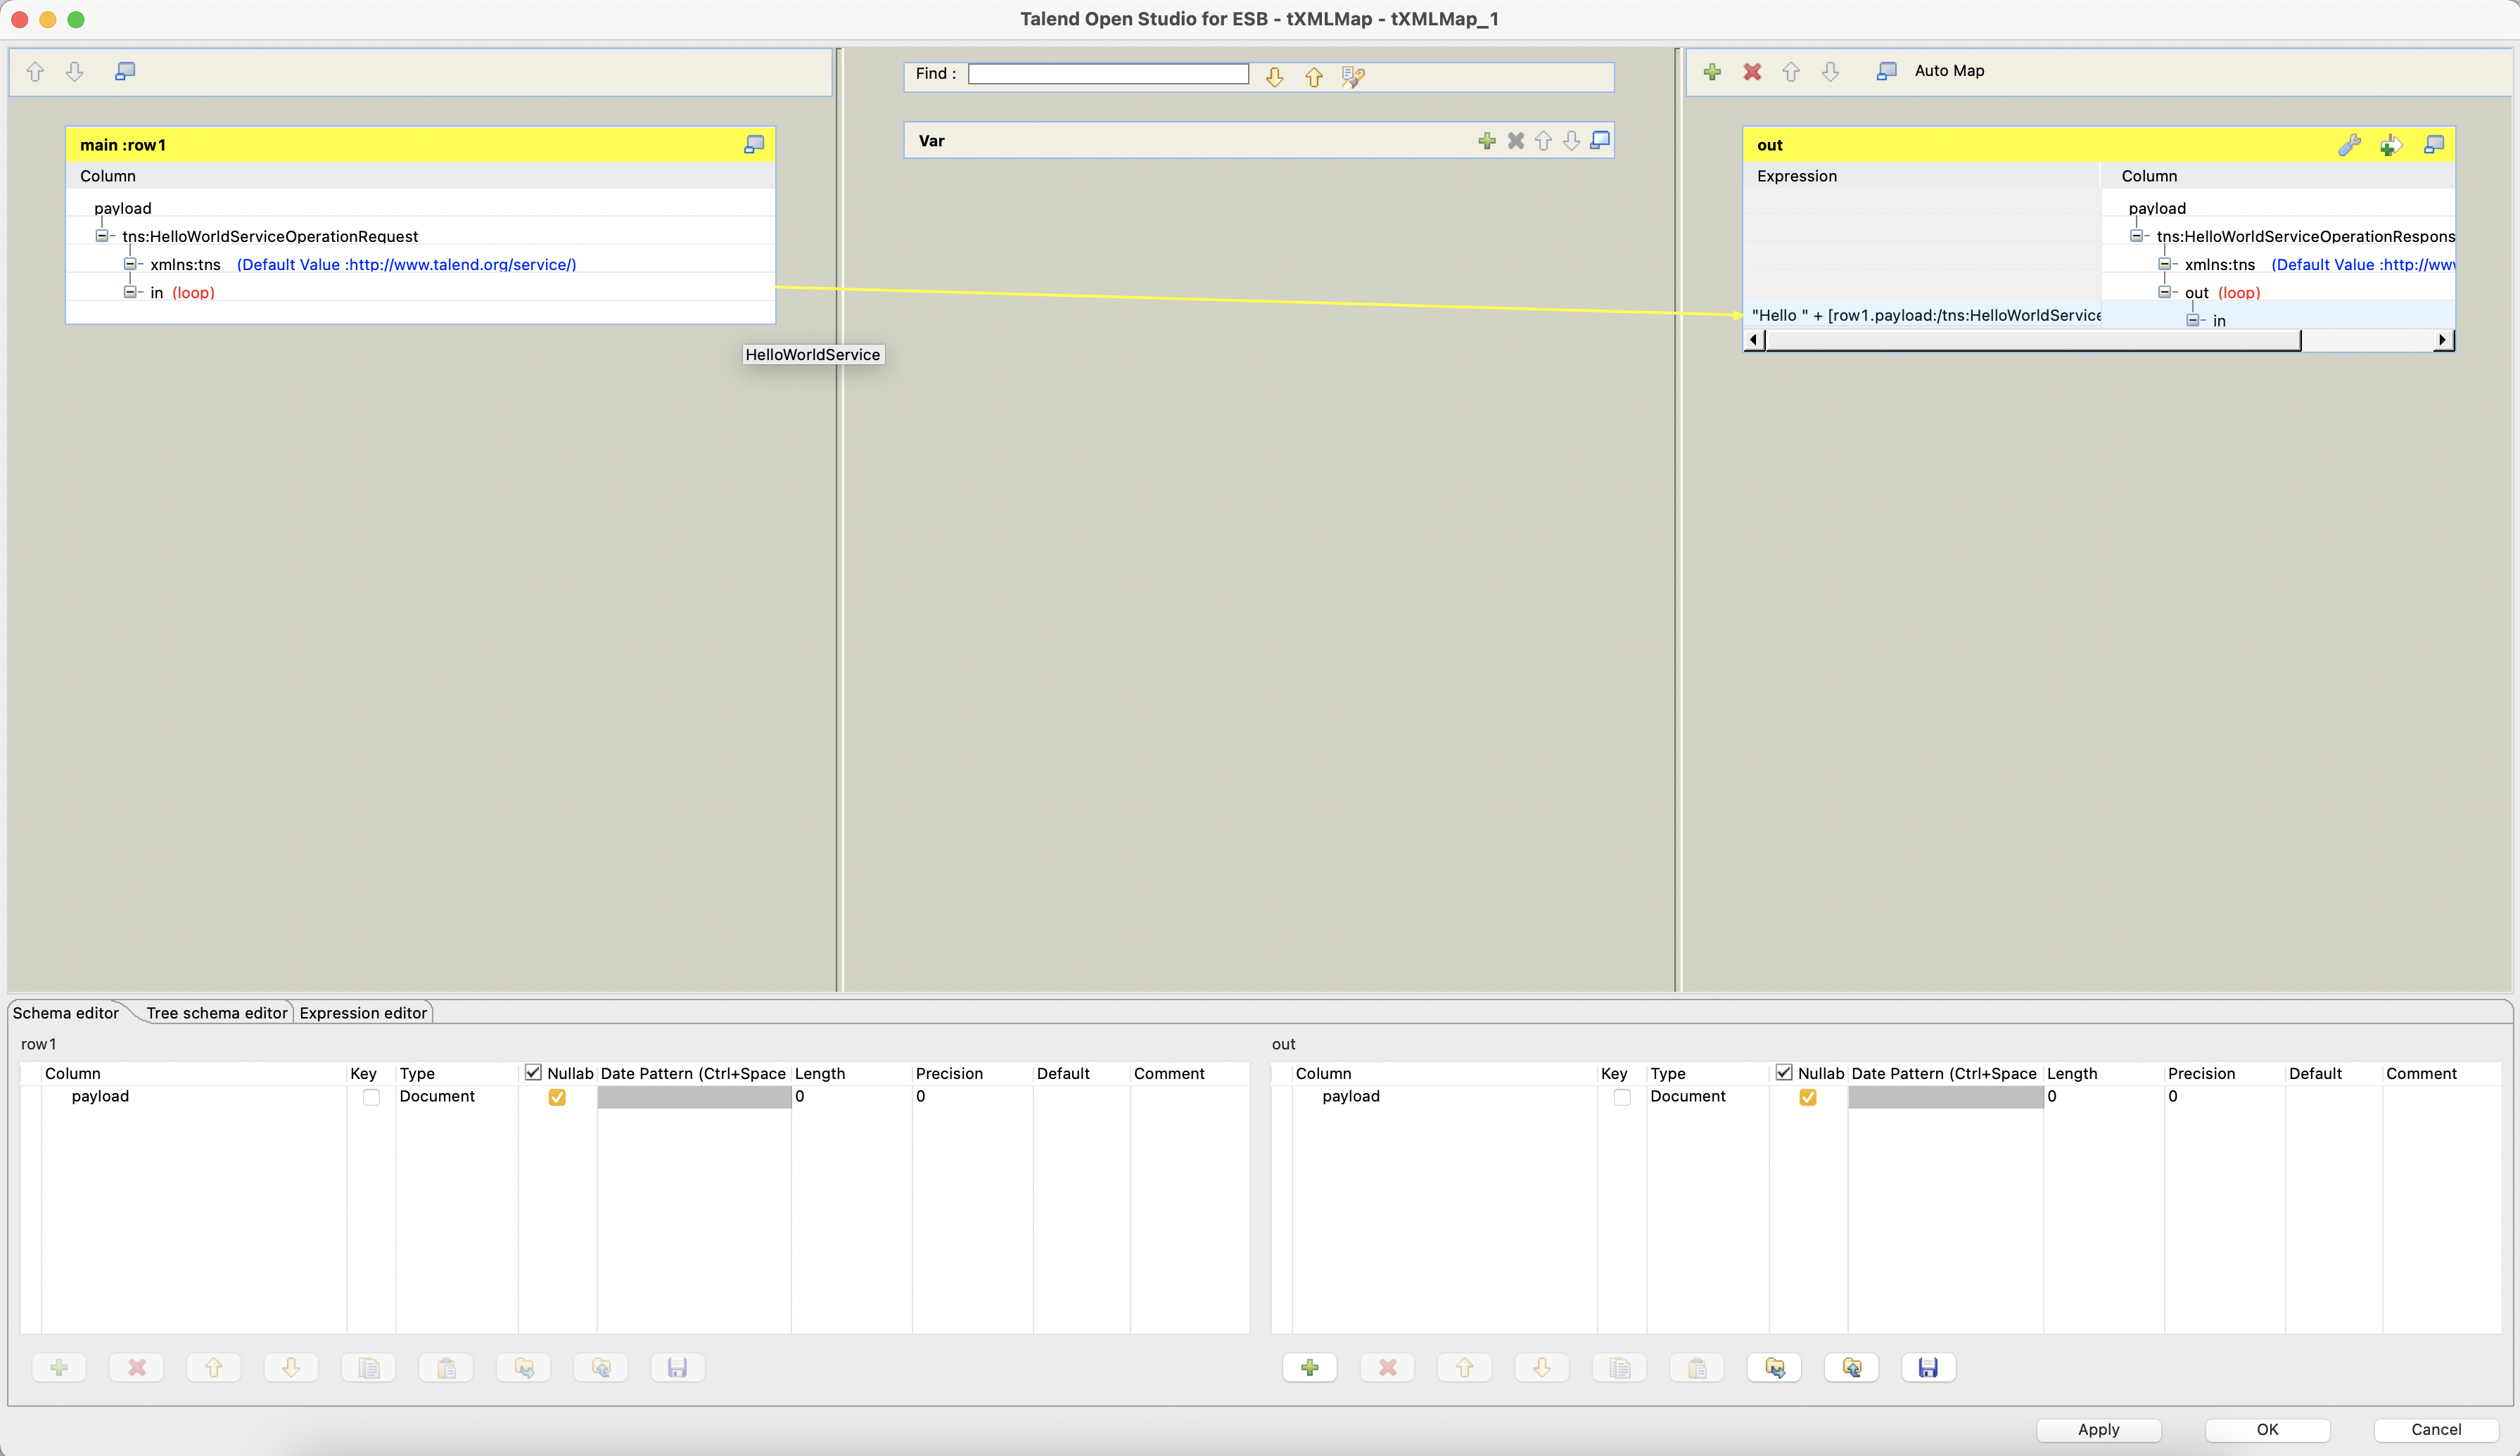 Talend Open Studio for ESB - tXMLMap - tXMLMap_1
Find :
Auto Map
main :row1
Column
payload
tns:HelloWorldServiceOperationRequest
xmlns:tns (Default Value :http://www.talend.org/service/)
in (loop)
HelloWorldService
Var
out
Expression Column
payload
tns:HelloWorldServiceOperationRespons
xmlns:tns (Default Value :http://ww
out (loop)
"Hello " + [row1.payload:/tns:HelloWorldService in
Schema editor Tree schema editor Expression editor
row1
Column Key Type Nullab Date Pattern (Ctrl+Space Length Precision Default Comment
payload Document 0 0
out
Column Key Type Nullab Date Pattern (Ctrl+Space Length Precision Default Comment
payload Document 0 0
Apply OK Cancel